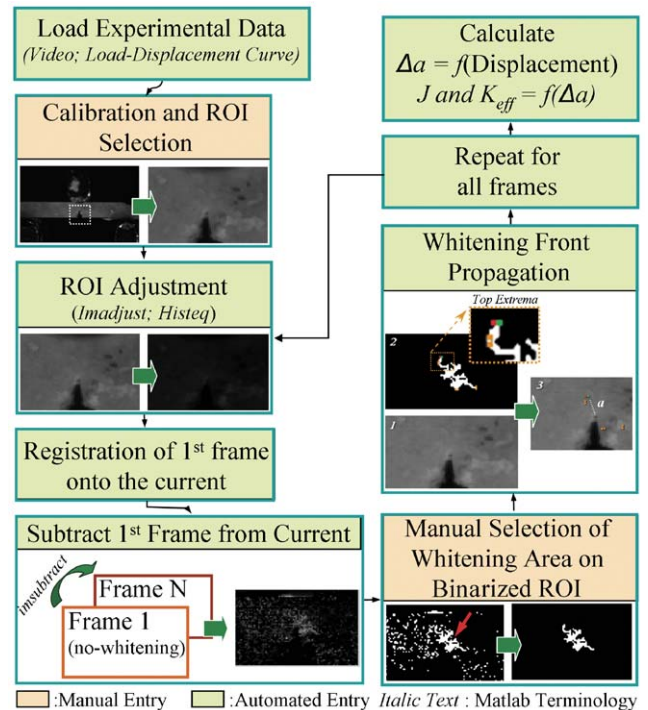 Load Experimental Data
(Video; Load-Displacement Curve)
Calibration and ROI
Selection
ROI Adjustment
(Imadjust; Histeq)
Registration of 1st frame
onto the current
Subtract 1st Frame from Current
imsubtract
Frame N
Frame 1
(no-whitening)
Manual Selection of
Whitening Area on
Binarized ROI
Whitening Front
Propagation
Top Extrema
2
3
a
1
Repeat for
all frames
Calculate
Δa = f(Displacement)
J and K_eff = f(Δa)
:Manual Entry :Automated Entry Italic Text : Matlab Terminology